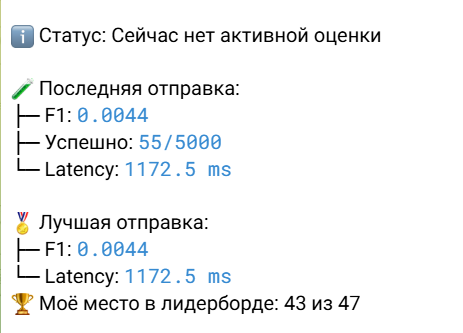 ℹ️ Статус: Сейчас нет активной оценки
🧪 Последняя отправка:
├─ F1: 0.0044
├─ Успешно: 55/5000
└─ Latency: 1172.5 ms
🏅 Лучшая отправка:
├─ F1: 0.0044
└─ Latency: 1172.5 ms
🏆 Моё место в лидерборде: 43 из 47